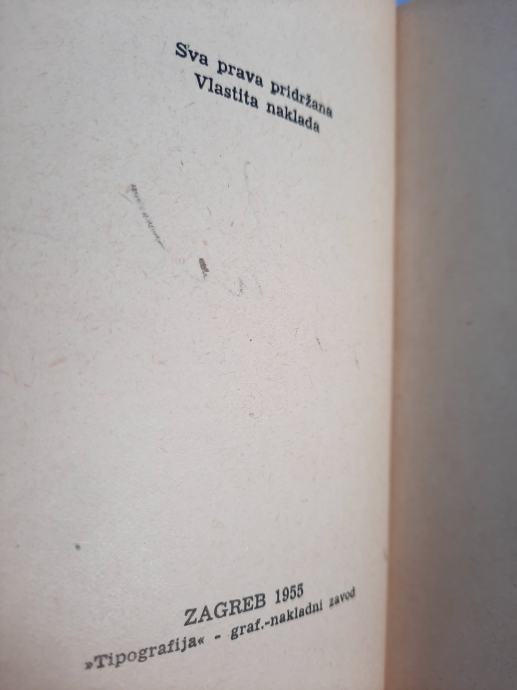 Sva prava pridržana
Vlastita naklada
ZAGREB 1955
»Tipografija« - graf.-nakladni zavod